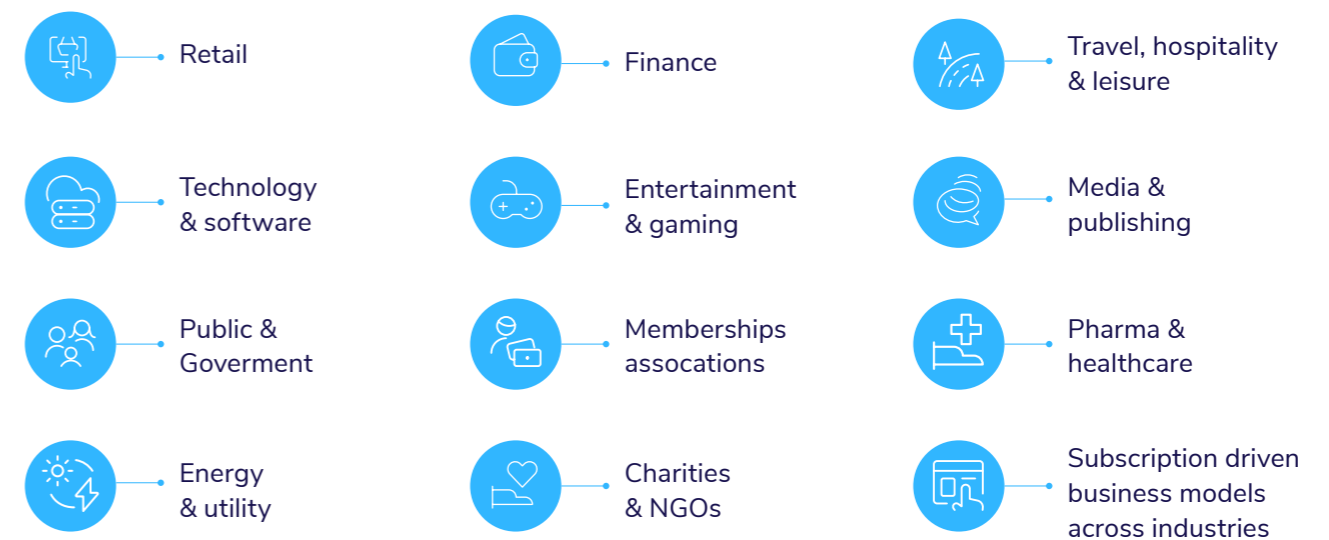 Retail
Finance
Travel, hospitality
& leisure
Technology
& software
Entertainment
& gaming
Media &
publishing
Public &
Goverment
Memberships
assocations
Pharma &
healthcare
Energy
& utility
Charities
& NGOs
Subscription driven
business models
across industries